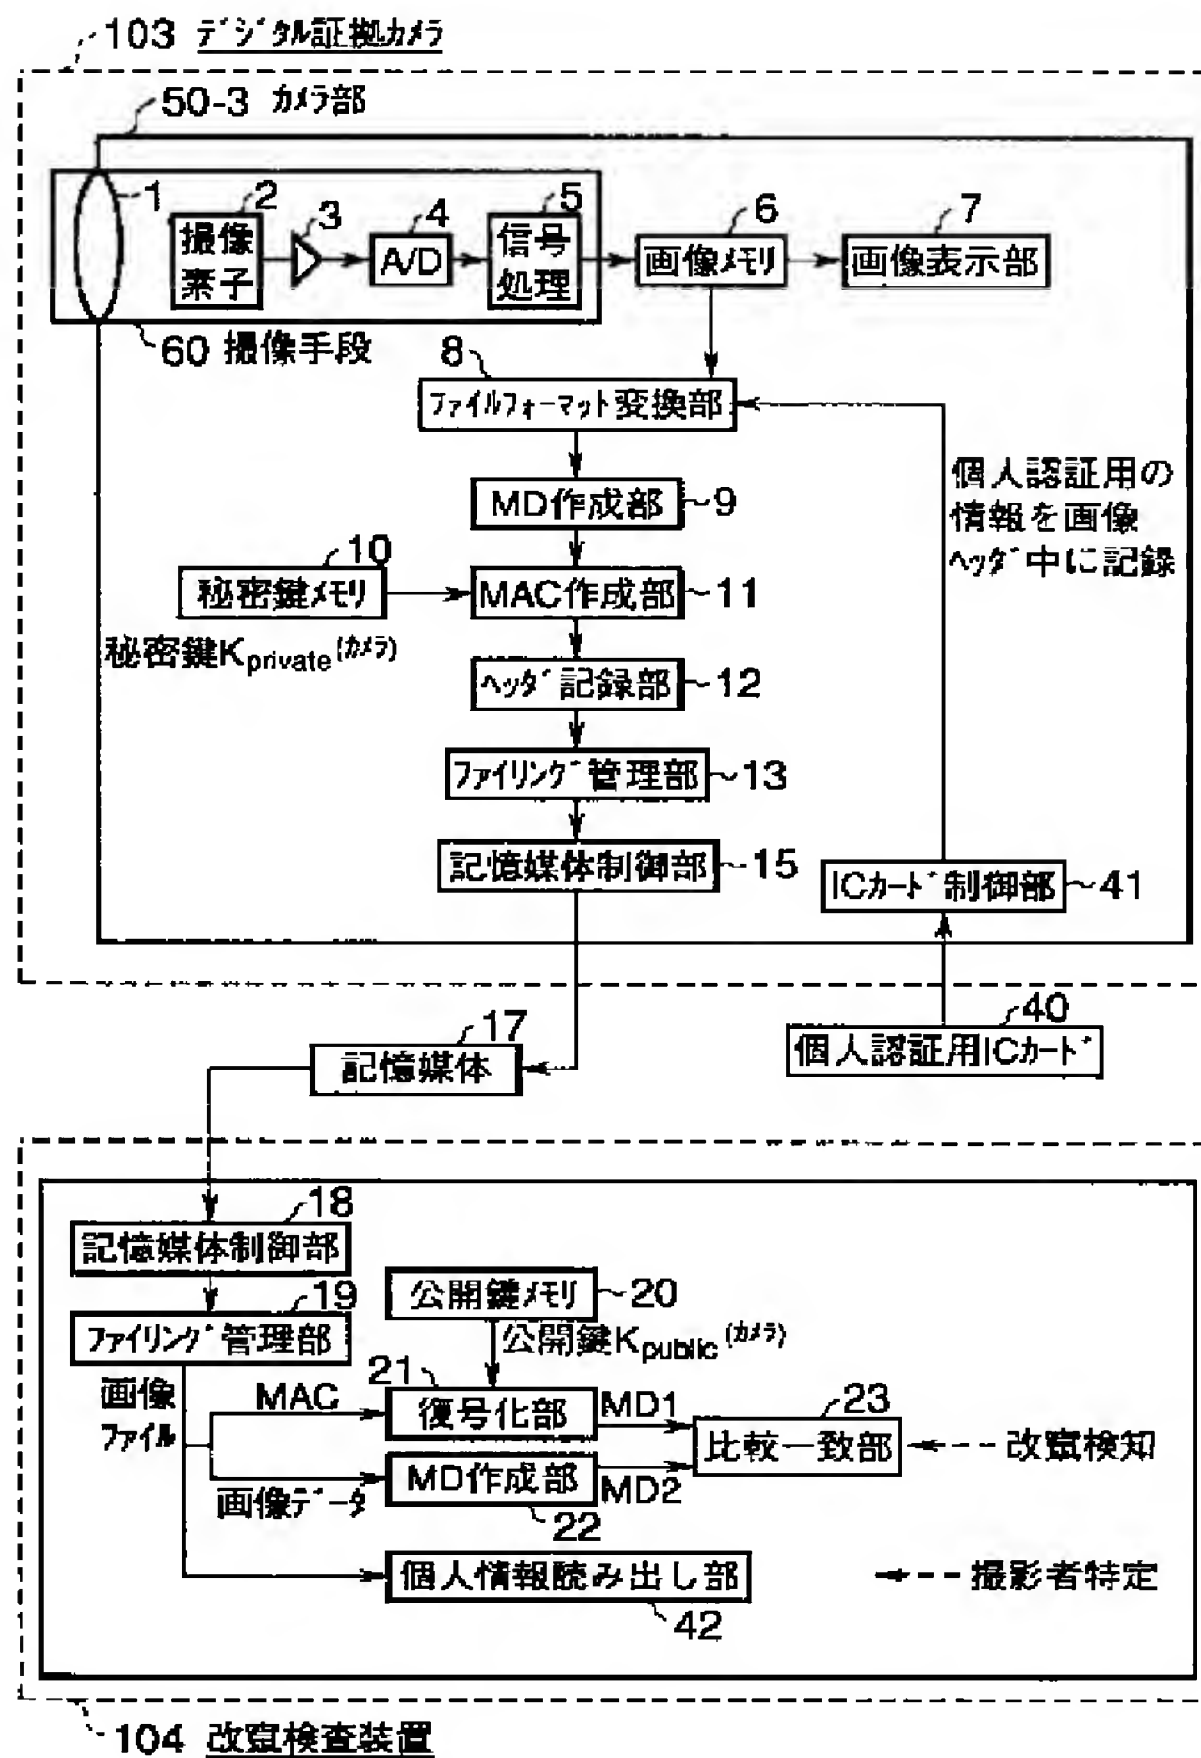 103 デジタル証拠カメラ
50-3 カメラ部
1
2
3
4
5
6
7
撮像
素子
A/D
信号
処理
画像メモリ
画像表示部
60 撮像手段
8
ファイルフォーマット変換部
個人認証用の
情報を画像
ヘッダ中に記録
MD作成部 9
10
秘密鍵メモリ
MAC作成部 11
秘密鍵Kprivate(カメラ)
ヘッダ記録部 12
ファイリング管理部 13
記憶媒体制御部 15
ICカード制御部 41
17
記憶媒体
40
個人認証用ICカード
18
記憶媒体制御部
19
ファイリング管理部
公開鍵メモリ 20
公開鍵Kpublic(カメラ)
画像
ファイル
MAC
21
復号化部
MD1
23
比較一致部
改竄検知
画像データ
MD作成部
MD2
22
個人情報読み出し部
撮影者特定
42
104 改竄検査装置